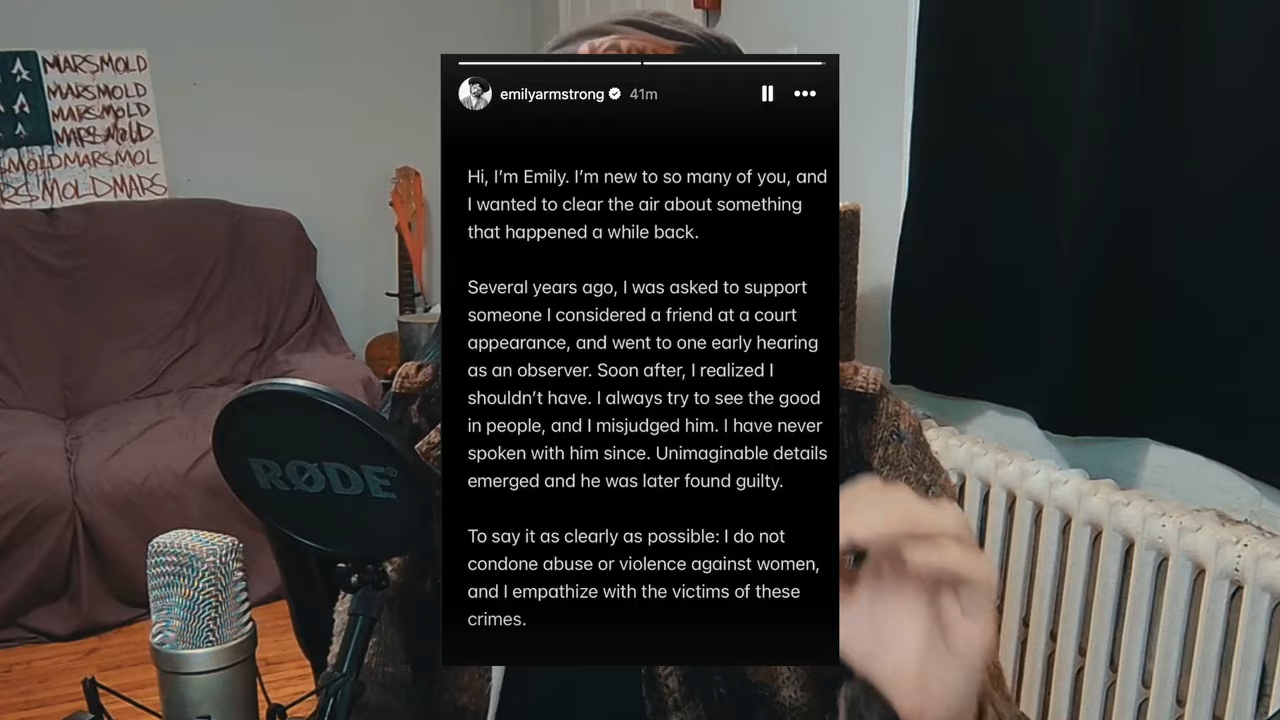 MARSMOLD
MARSMOLD
MARSMOLD
MARSMOLD
MOLDMARSMOL
RS MOLDMARS
emilyarmstrong 41m
Hi, I'm Emily. I'm new to so many of you, and
I wanted to clear the air about something
that happened a while back.
Several years ago, I was asked to support
someone I considered a friend at a court
appearance, and went to one early hearing
as an observer. Soon after, I realized I
shouldn't have. I always try to see the good
in people, and I misjudged him. I have never
spoken with him since. Unimaginable details
emerged and he was later found guilty.
To say it as clearly as possible: I do not
condone abuse or violence against women,
and I empathize with the victims of these
crimes.
RØDE